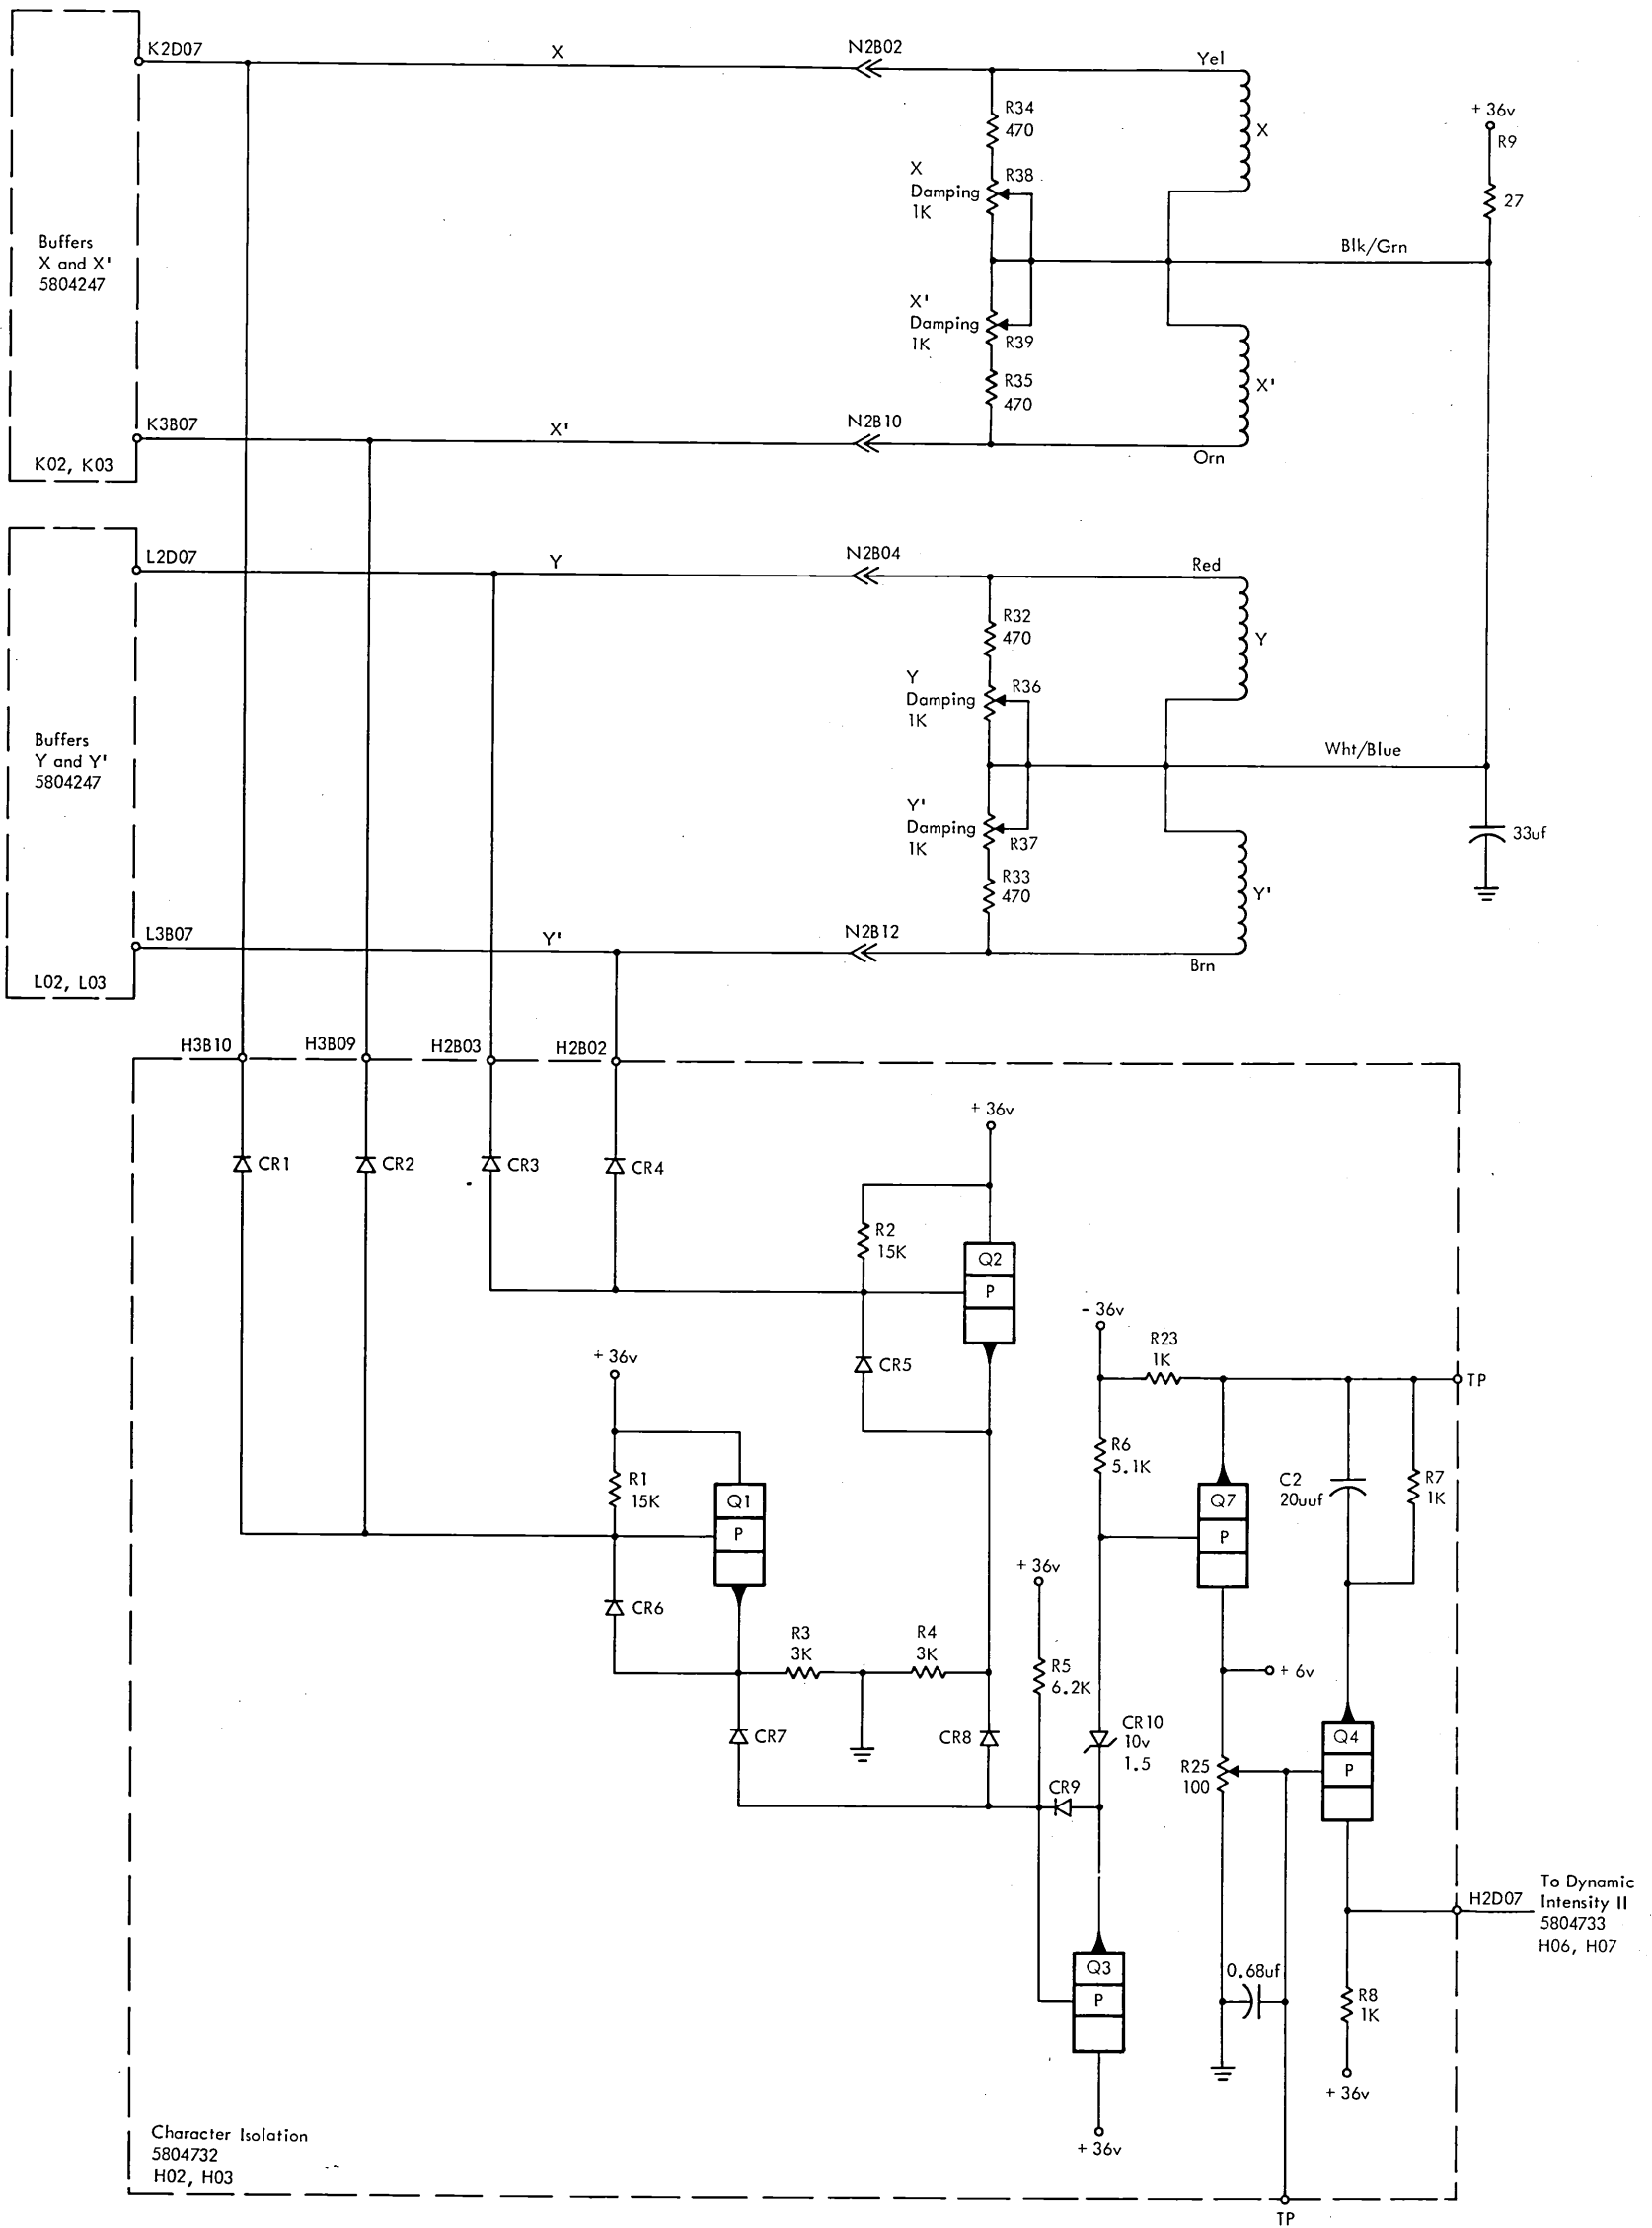 K2D07
X
N2B02
Yel
R34
470
X
+ 36v
R9
27
X
Damping
1K
R38
Buffers
X and X'
5804247
Blk/Grn
X'
Damping
1K
R39
R35
470
X'
K3B07
X'
N2B10
Orn
K02, K03
L2D07
Y
N2B04
Red
R32
470
Y
Y
Damping
1K
R36
Buffers
Y and Y'
5804247
Wht/Blue
Y'
Damping
1K
R37
33uf
R33
470
Y'
L3B07
Y'
N2B12
Brn
L02, L03
H3B10
H3B09
H2B03
H2B02
+ 36v
CR1
CR2
CR3
CR4
R2
15K
Q2
P
- 36v
R23
1K
TP
CR5
+ 36v
R6
5.1K
R1
15K
Q1
P
Q7
P
C2
20uuf
R7
1K
+ 36v
CR6
R3
3K
R4
3K
R5
6.2K
+ 6v
CR7
CR8
CR10
10v
1.5
Q4
P
R25
100
CR9
H2D07
To Dynamic
Intensity II
5804733
H06, H07
Q3
P
0.68uf
R8
1K
+ 36v
+ 36v
Character Isolation
5804732
H02, H03
TP